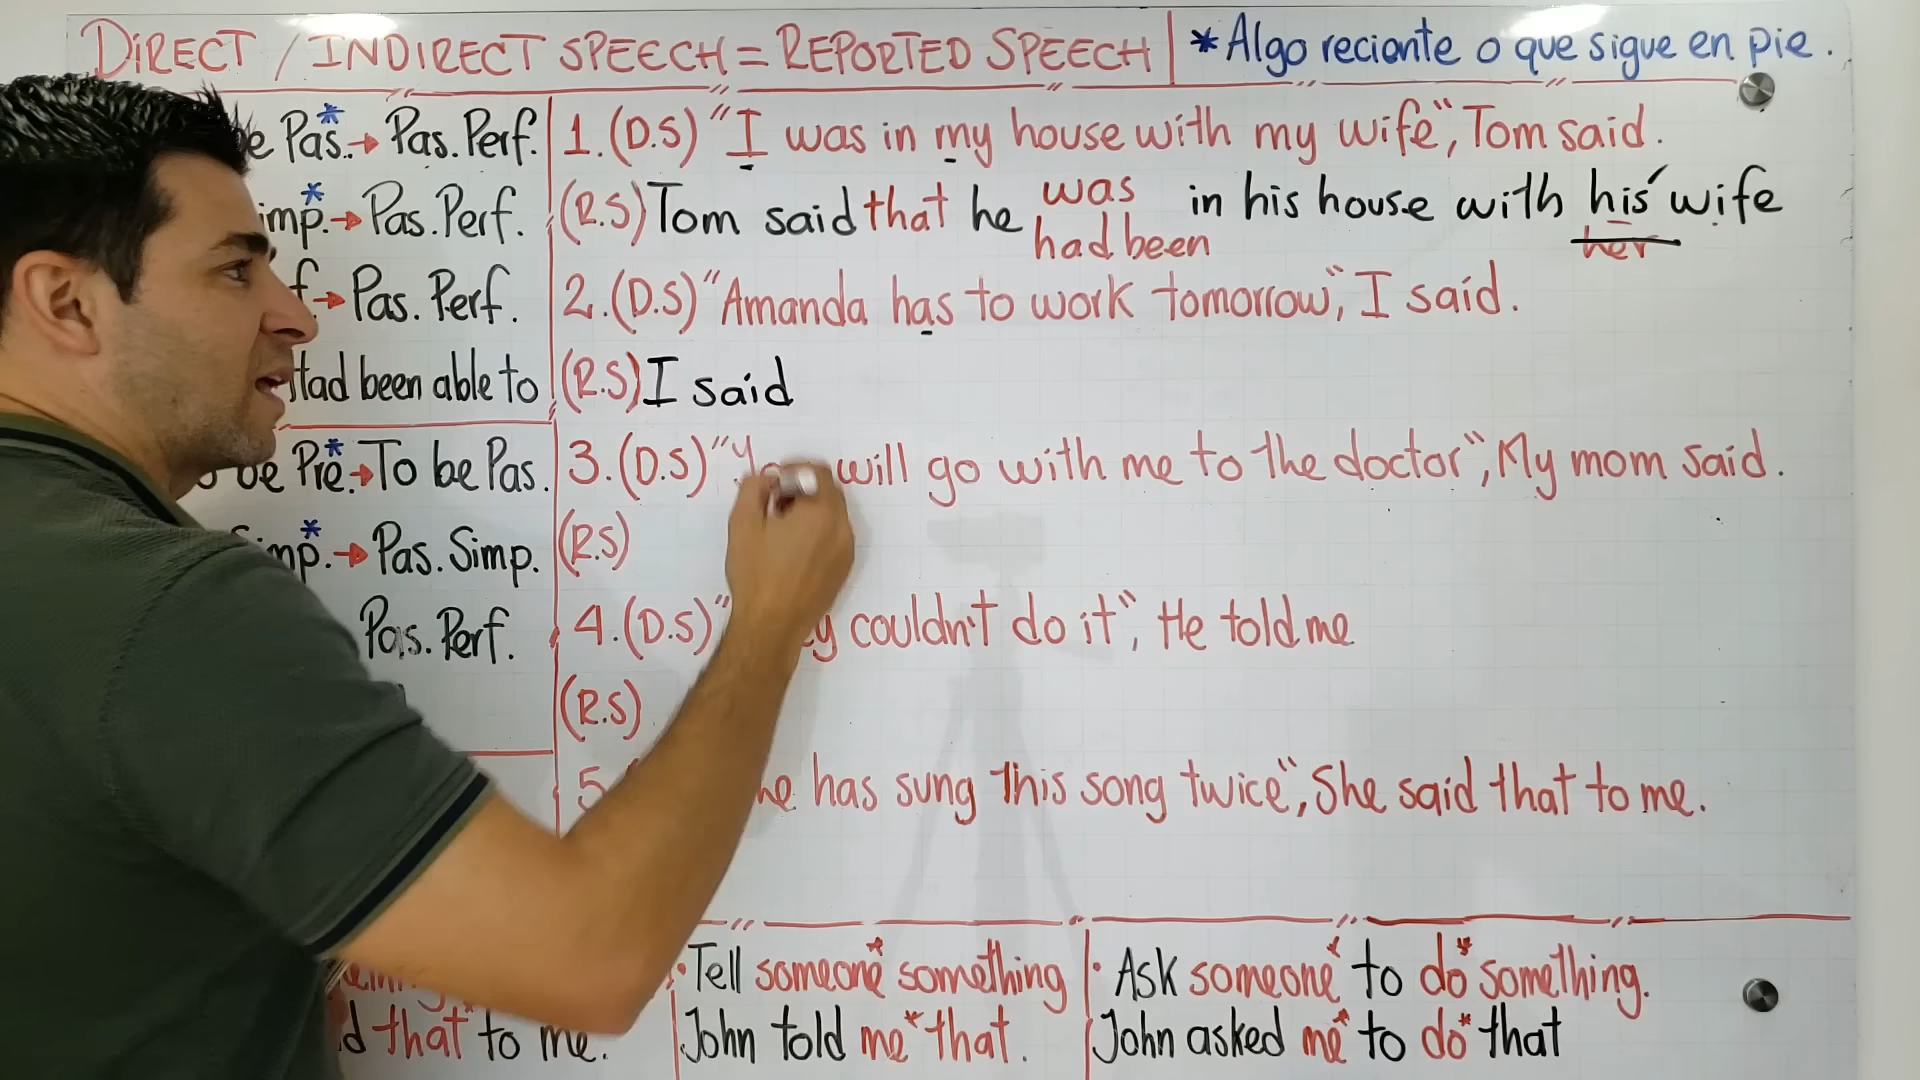 DIRECT / INDIRECT SPEECH = REPORTED SPEECH | *Algo reciente o que sigue en pie.
Pas.* → Pas. Perf.
→ Pas. Perf.
→ Pas. Perf.
Had been able to
be Pre.* → To be Pas.
→ Pas. Simp.
Pas. Perf.
1. (D.S) "I was in my house with my wife", Tom said.
(R.S) Tom said that he was in his house with his wife
had been her
2. (D.S) "Amanda has to work tomorrow", I said.
(R.S) I said
3. (D.S) " will go with me to the doctor", My mom said.
(R.S)
4. (D.S) " couldn't do it", He told me
(R.S)
5. has sung this song twice", She said that to me.
that* to me.
· Tell someone* something
John told me* that.
· Ask someone* to do* something.
John asked me* to do* that